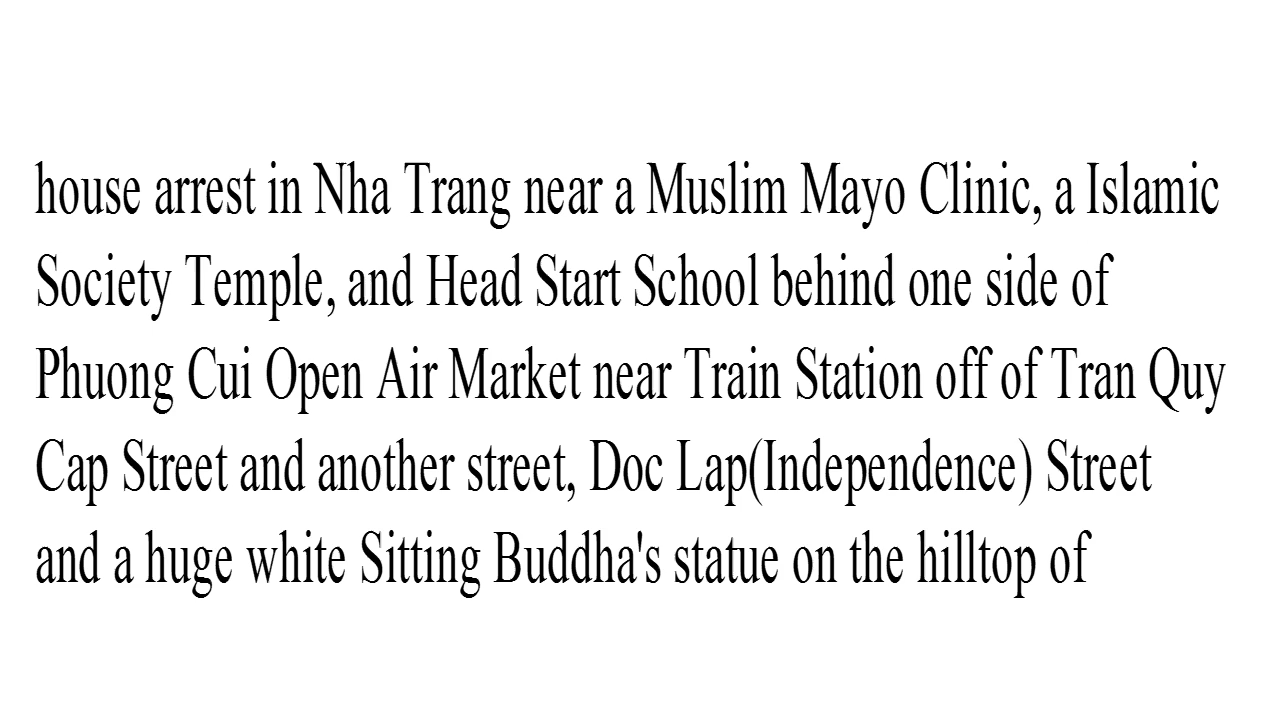 house arrest in Nha Trang near a Muslim Mayo Clinic, a Islamic
Society Temple, and Head Start School behind one side of
Phuong Cui Open Air Market near Train Station off of Tran Quy
Cap Street and another street, Doc Lap(Independence) Street
and a huge white Sitting Buddha's statue on the hilltop of